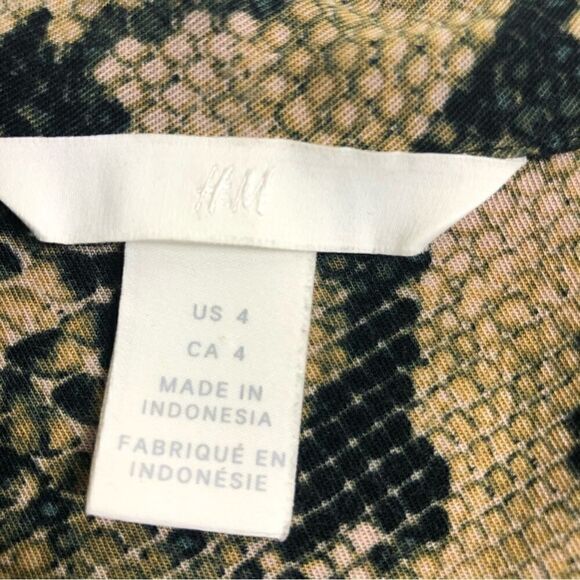 H&M
US 4
CA 4
MADE IN
INDONESIA
FABRIQUÉ EN
INDONÉSIE